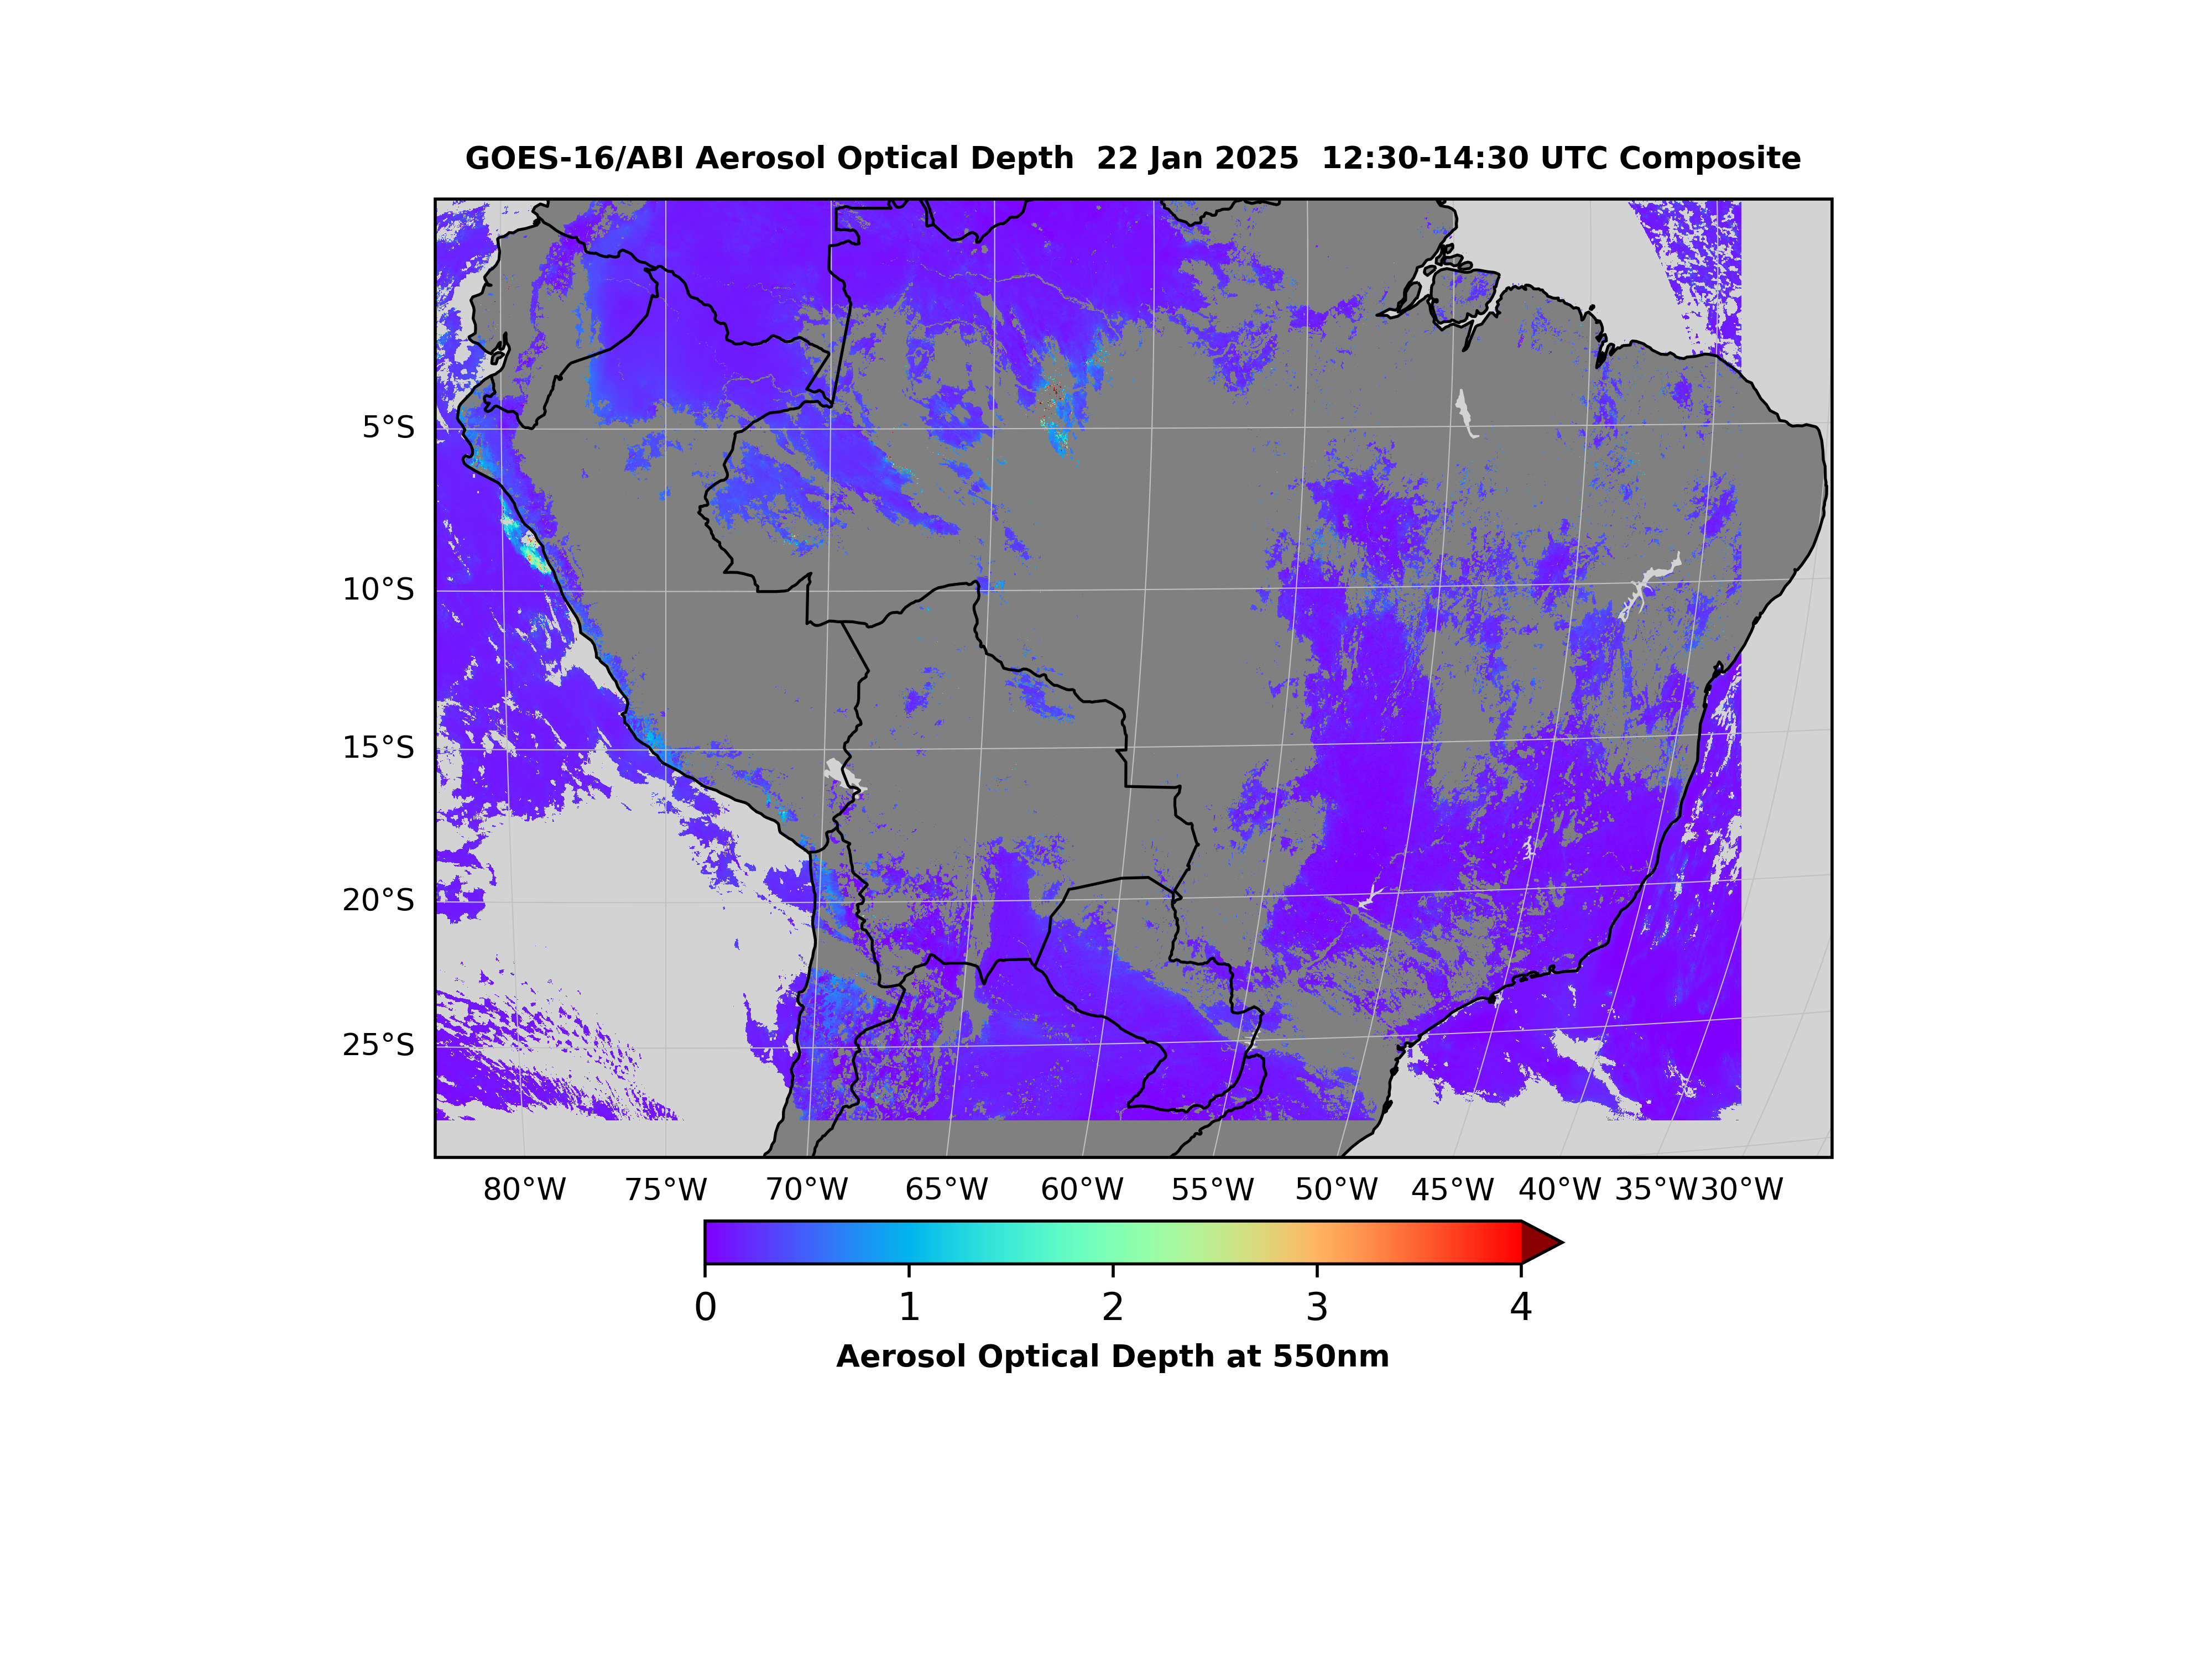 GOES-16/ABI Aerosol Optical Depth  22 Jan 2025  12:30-14:30 UTC Composite
5°S
10°S
15°S
20°S
25°S
80°W 75°W 70°W 65°W 60°W 55°W 50°W 45°W 40°W 35°W 30°W
0 1 2 3 4
Aerosol Optical Depth at 550nm